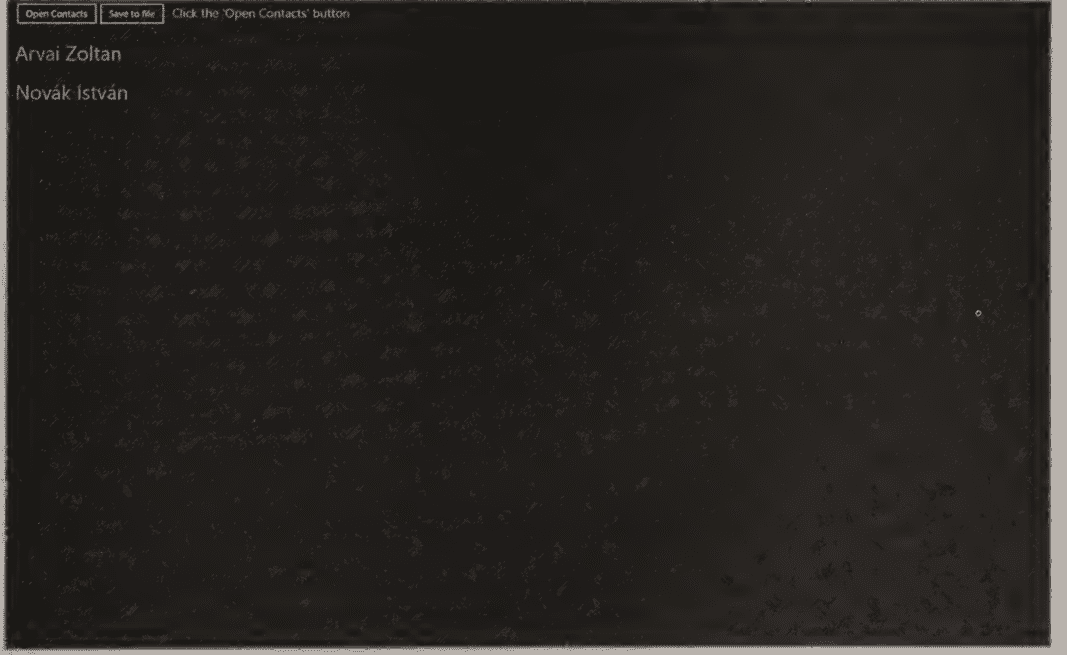 Open Contacts Save to file Click the 'Open Contacts' button
Arvai Zoltan
Novák István